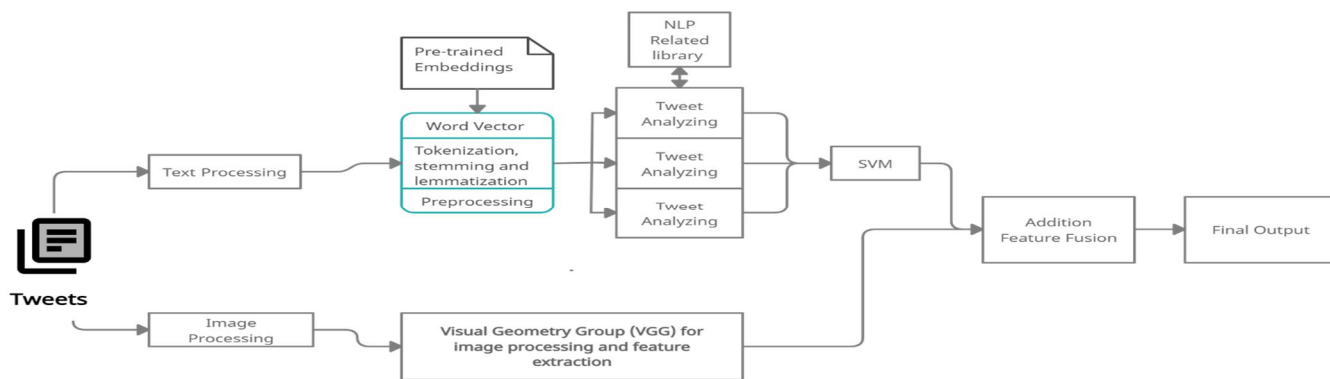 NLP
Related
library
Pre-trained
Embeddings
Word Vector
Tokenization,
stemming and
lemmatization
Preprocessing
Tweet
Analyzing
Tweet
Analyzing
Tweet
Analyzing
Text Processing
SVM
Addition
Feature Fusion
Final Output
Tweets
Image
Processing
Visual Geometry Group (VGG) for
image processing and feature
extraction